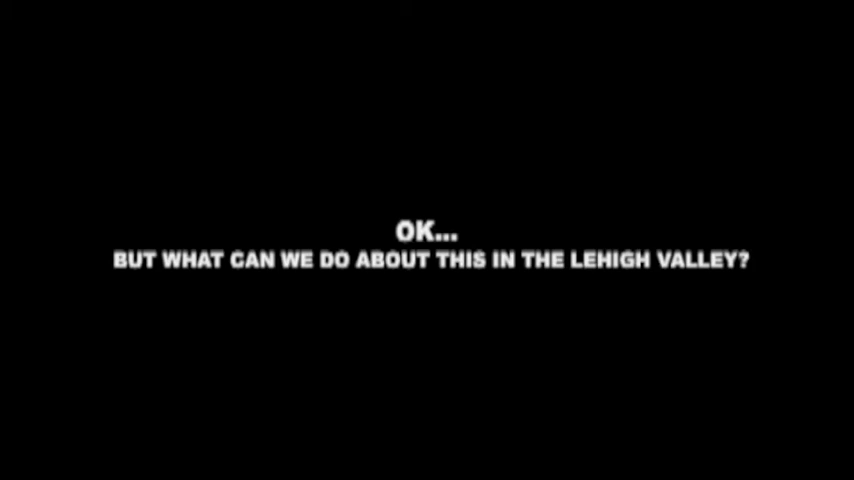 OK...
BUT WHAT CAN WE DO ABOUT THIS IN THE LEHIGH VALLEY?